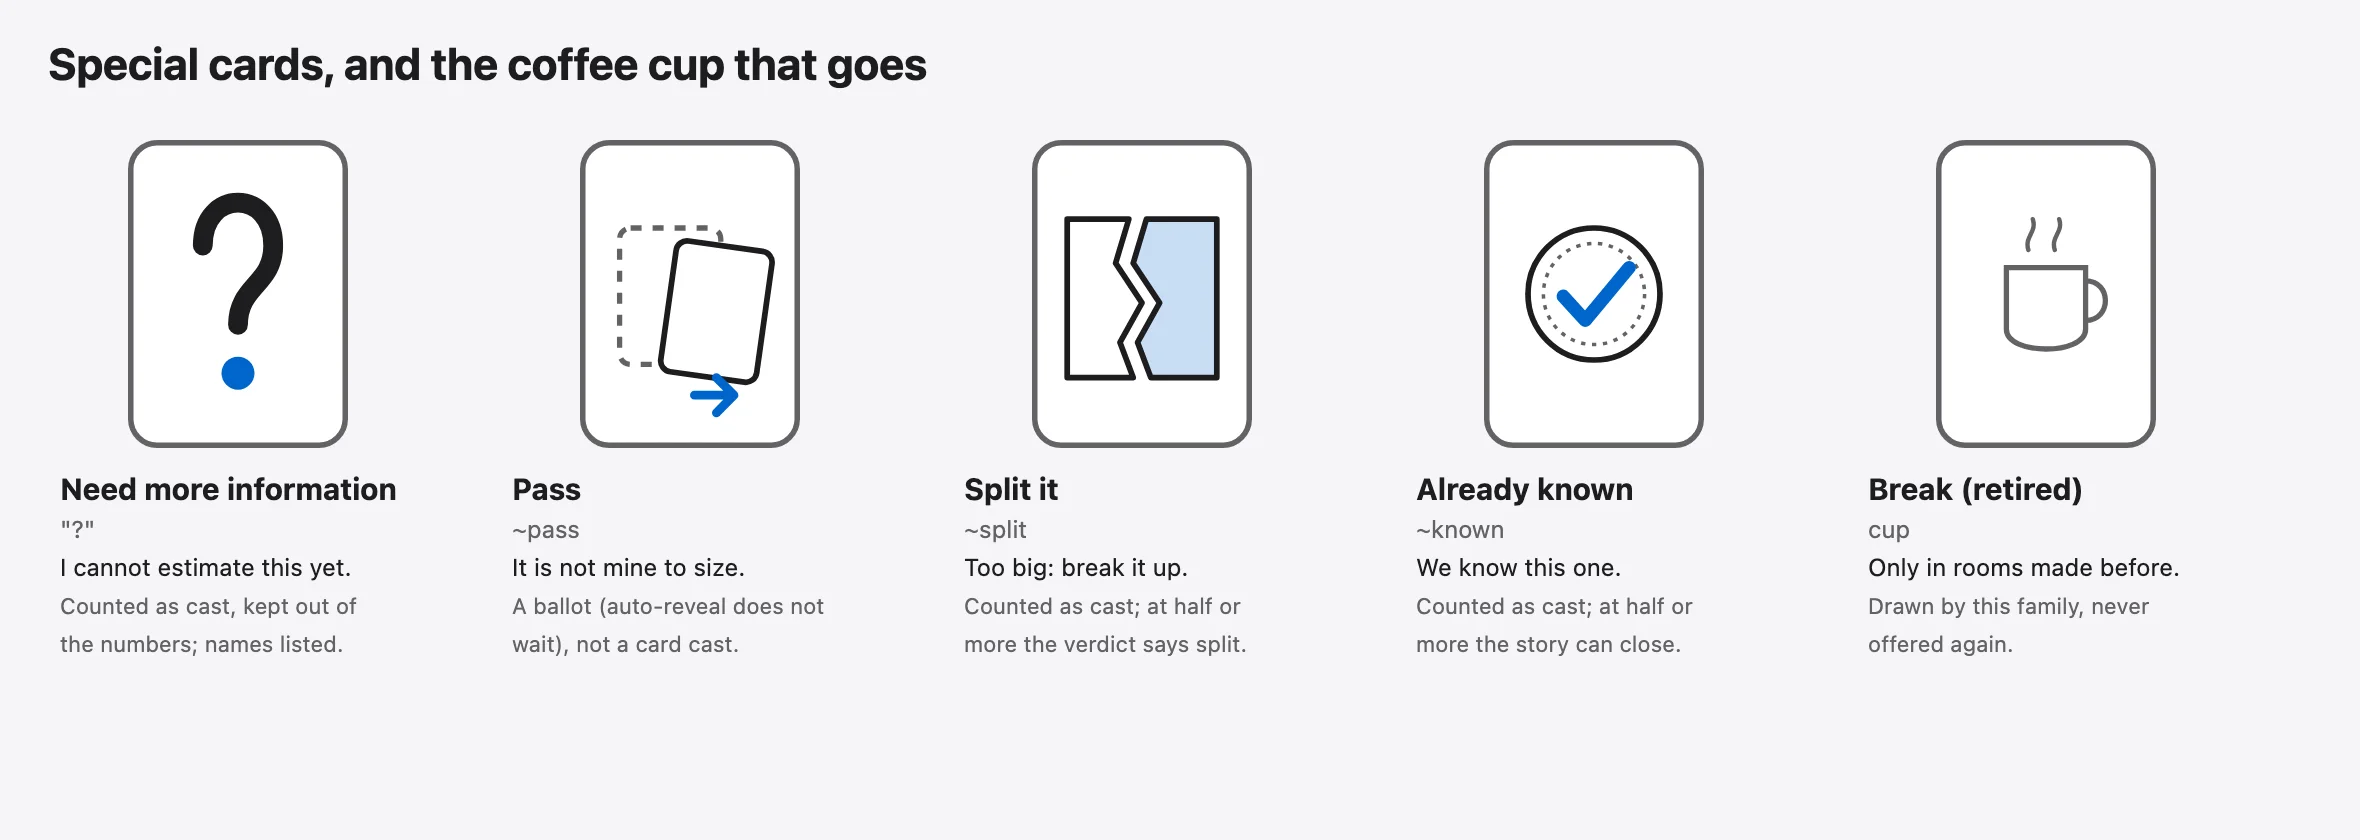 Special cards, and the coffee cup that goes
Need more information
"?"
I cannot estimate this yet.
Counted as cast, kept out of
the numbers; names listed.
Pass
~pass
It is not mine to size.
A ballot (auto-reveal does not
wait), not a card cast.
Split it
~split
Too big: break it up.
Counted as cast; at half or
more the verdict says split.
Already known
~known
We know this one.
Counted as cast; at half or
more the story can close.
Break (retired)
cup
Only in rooms made before.
Drawn by this family, never
offered again.